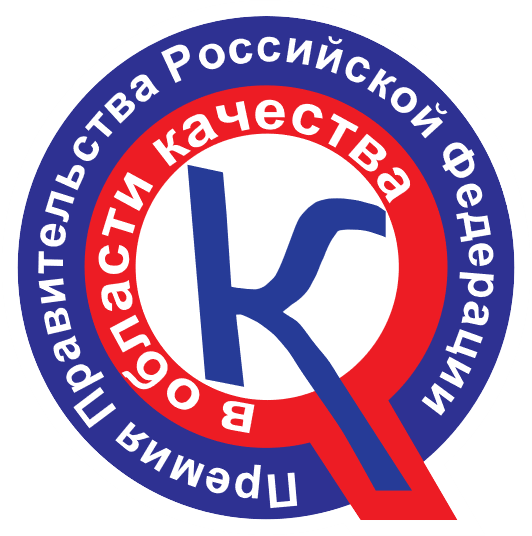 Премия Правительства Российской Федерации
в области качества
К